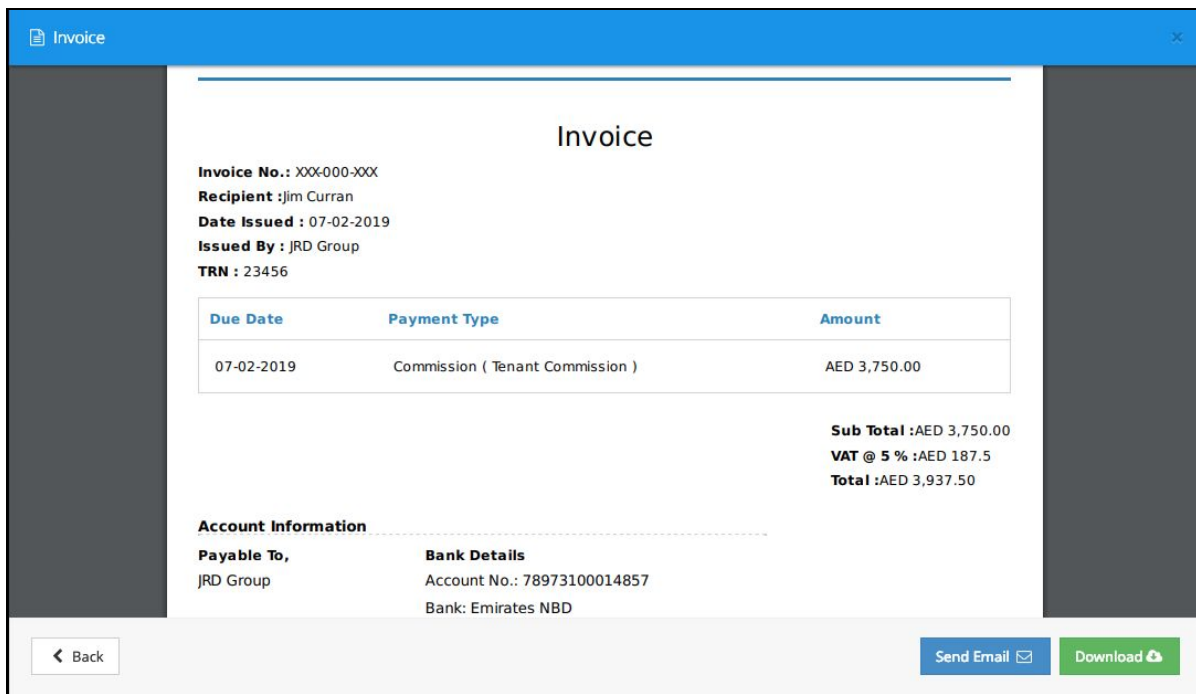 Invoice
Invoice
Invoice No.: XXX-000-XXX
Recipient :Jim Curran
Date Issued : 07-02-2019
Issued By : JRD Group
TRN : 23456
Due Date Payment Type Amount
07-02-2019 Commission ( Tenant Commission ) AED 3,750.00
Sub Total :AED 3,750.00
VAT @ 5 % :AED 187.5
Total :AED 3,937.50
Account Information
Payable To, Bank Details
JRD Group Account No.: 78973100014857
Bank: Emirates NBD
Back Send Email Download